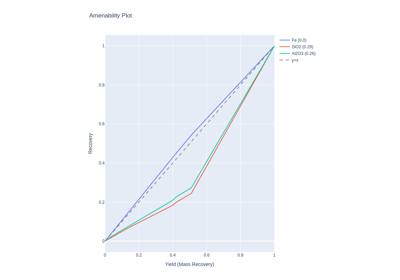 Amenability Plot
Fe (0.0)
SiO2 (0.29)
Al2O3 (0.26)
y=x
1
0.8
0.6
0.4
0.2
0
Recovery
0
0.2
0.4
0.6
0.8
1
Yield (Mass Recovery)